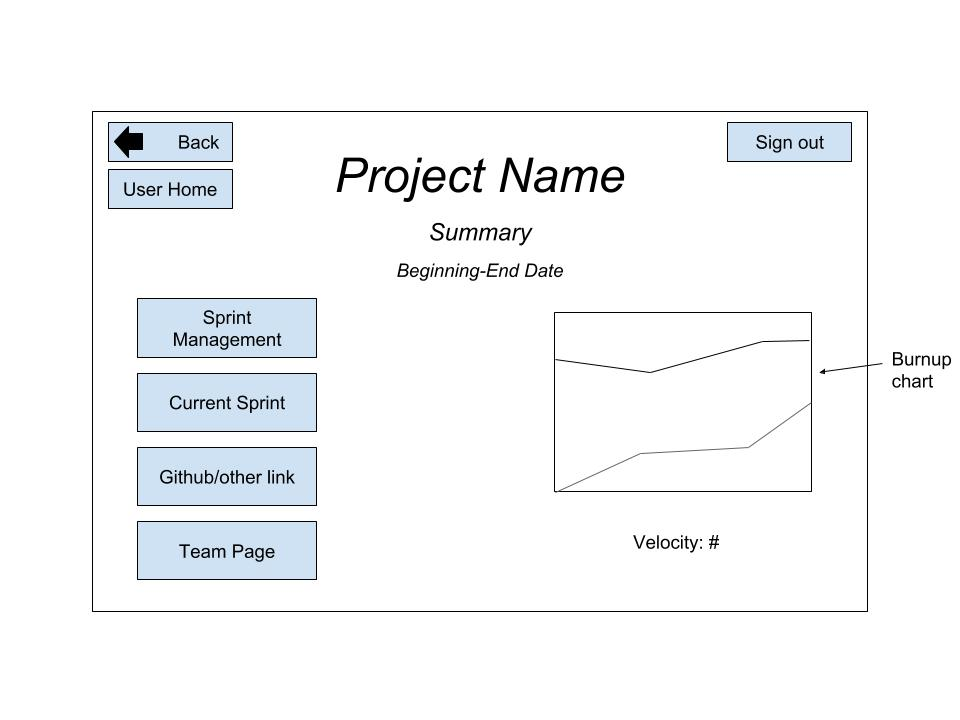 Back
Sign out
User Home
Project Name
Summary
Beginning-End Date
Sprint
Management
Current Sprint
Github/other link
Team Page
Burnup
chart
Velocity: #